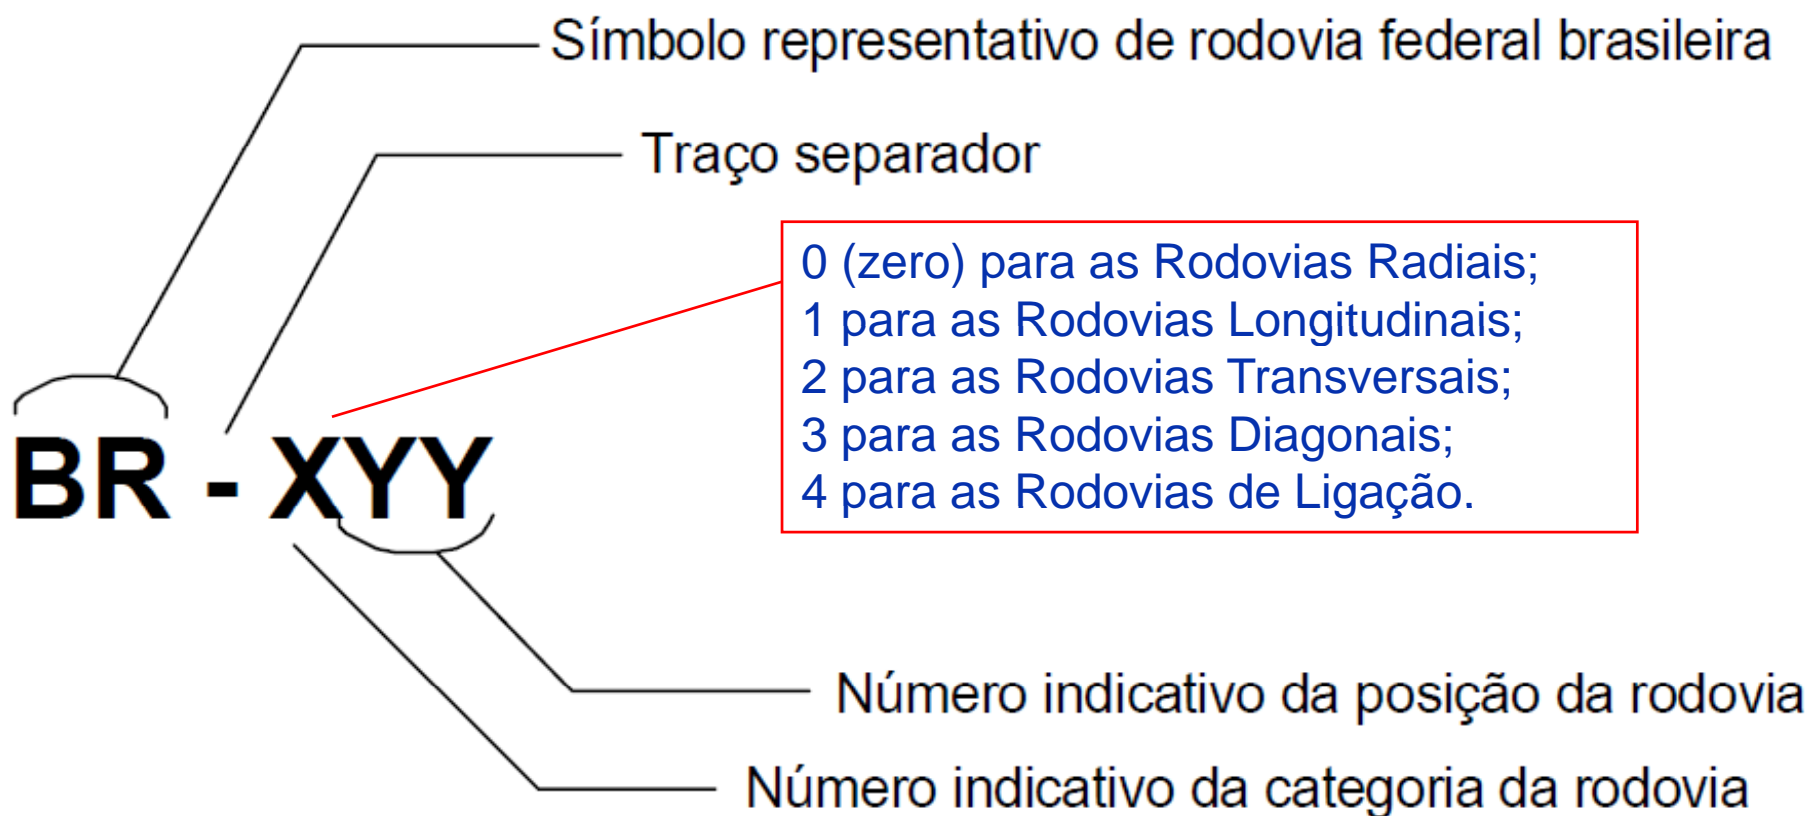 Símbolo representativo de rodovia federal brasileira
Traço separador
0 (zero) para as Rodovias Radiais;
1 para as Rodovias Longitudinais;
2 para as Rodovias Transversais;
3 para as Rodovias Diagonais;
4 para as Rodovias de Ligação.
BR - XYY
Número indicativo da posição da rodovia
Número indicativo da categoria da rodovia